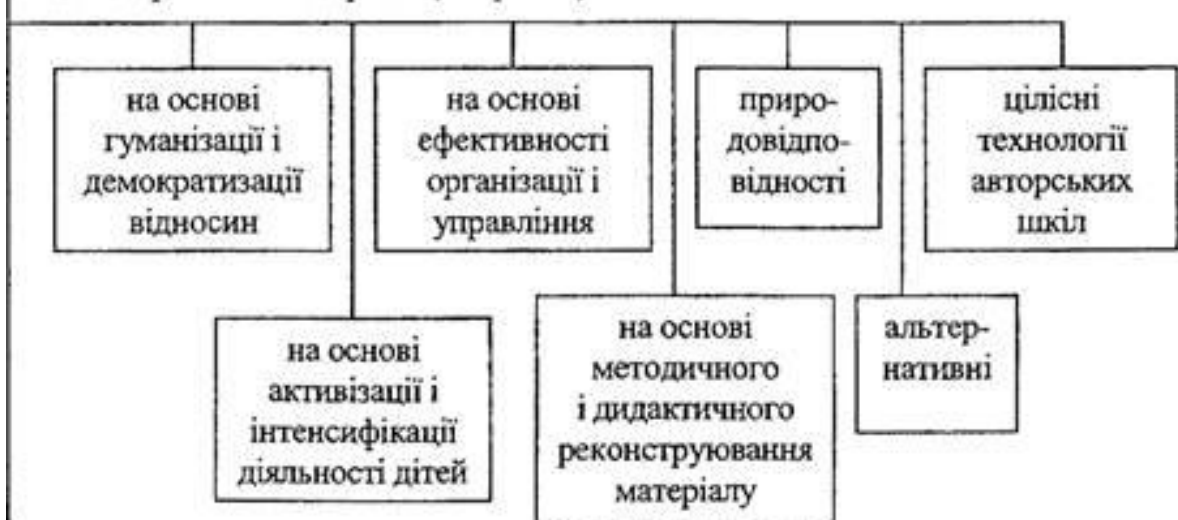 на основі
гуманізації і
демократизації
відносин
на основі
ефективності
організації і
управління
приро-
довідпо-
відності
цілісні
технології
авторських
шкіл
на основі
активізації і
інтенсифікації
діяльності дітей
на основі
методичного
і дидактичного
реконструювання
матеріалу
альтер-
нативні